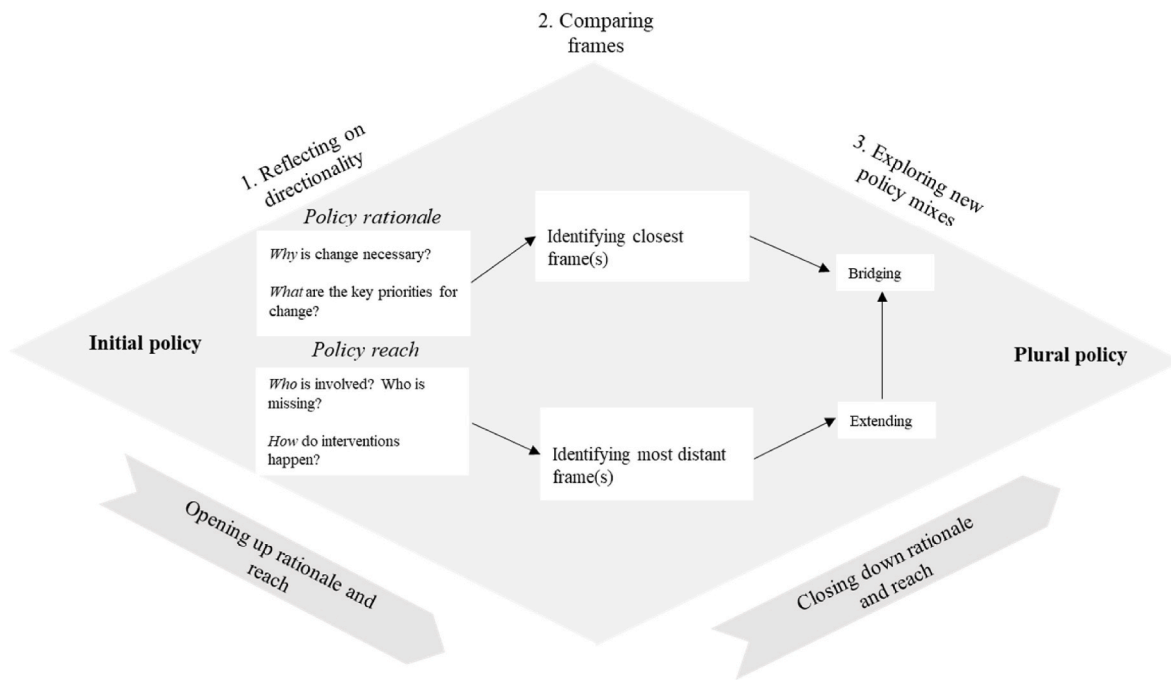 2. Comparing
frames
1. Reflecting on
directionality
3. Exploring new
policy mixes
Policy rationale
Why is change necessary?
What are the key priorities for
change?
Identifying closest
frame(s)
Bridging
Initial policy
Policy reach
Plural policy
Who is involved? Who is
missing?
How do interventions
happen?
Identifying most distant
frame(s)
Extending
Opening up rationale and
reach
Closing down rationale
and reach